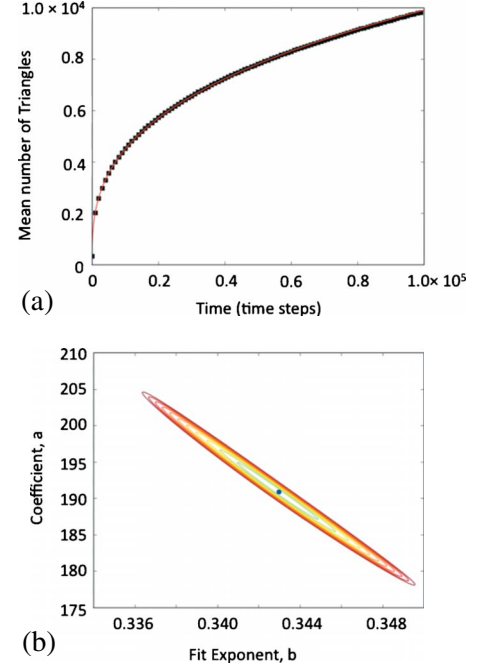 1.0 × 10⁴
0.8
0.6
0.4
0.2
0
Mean number of Triangles
0 0.2 0.4 0.6 0.8 1.0 × 10⁵
Time (time steps)
(a)
210
205
200
195
190
185
180
175
Coefficient, a
0.336 0.340 0.344 0.348
Fit Exponent, b
(b)